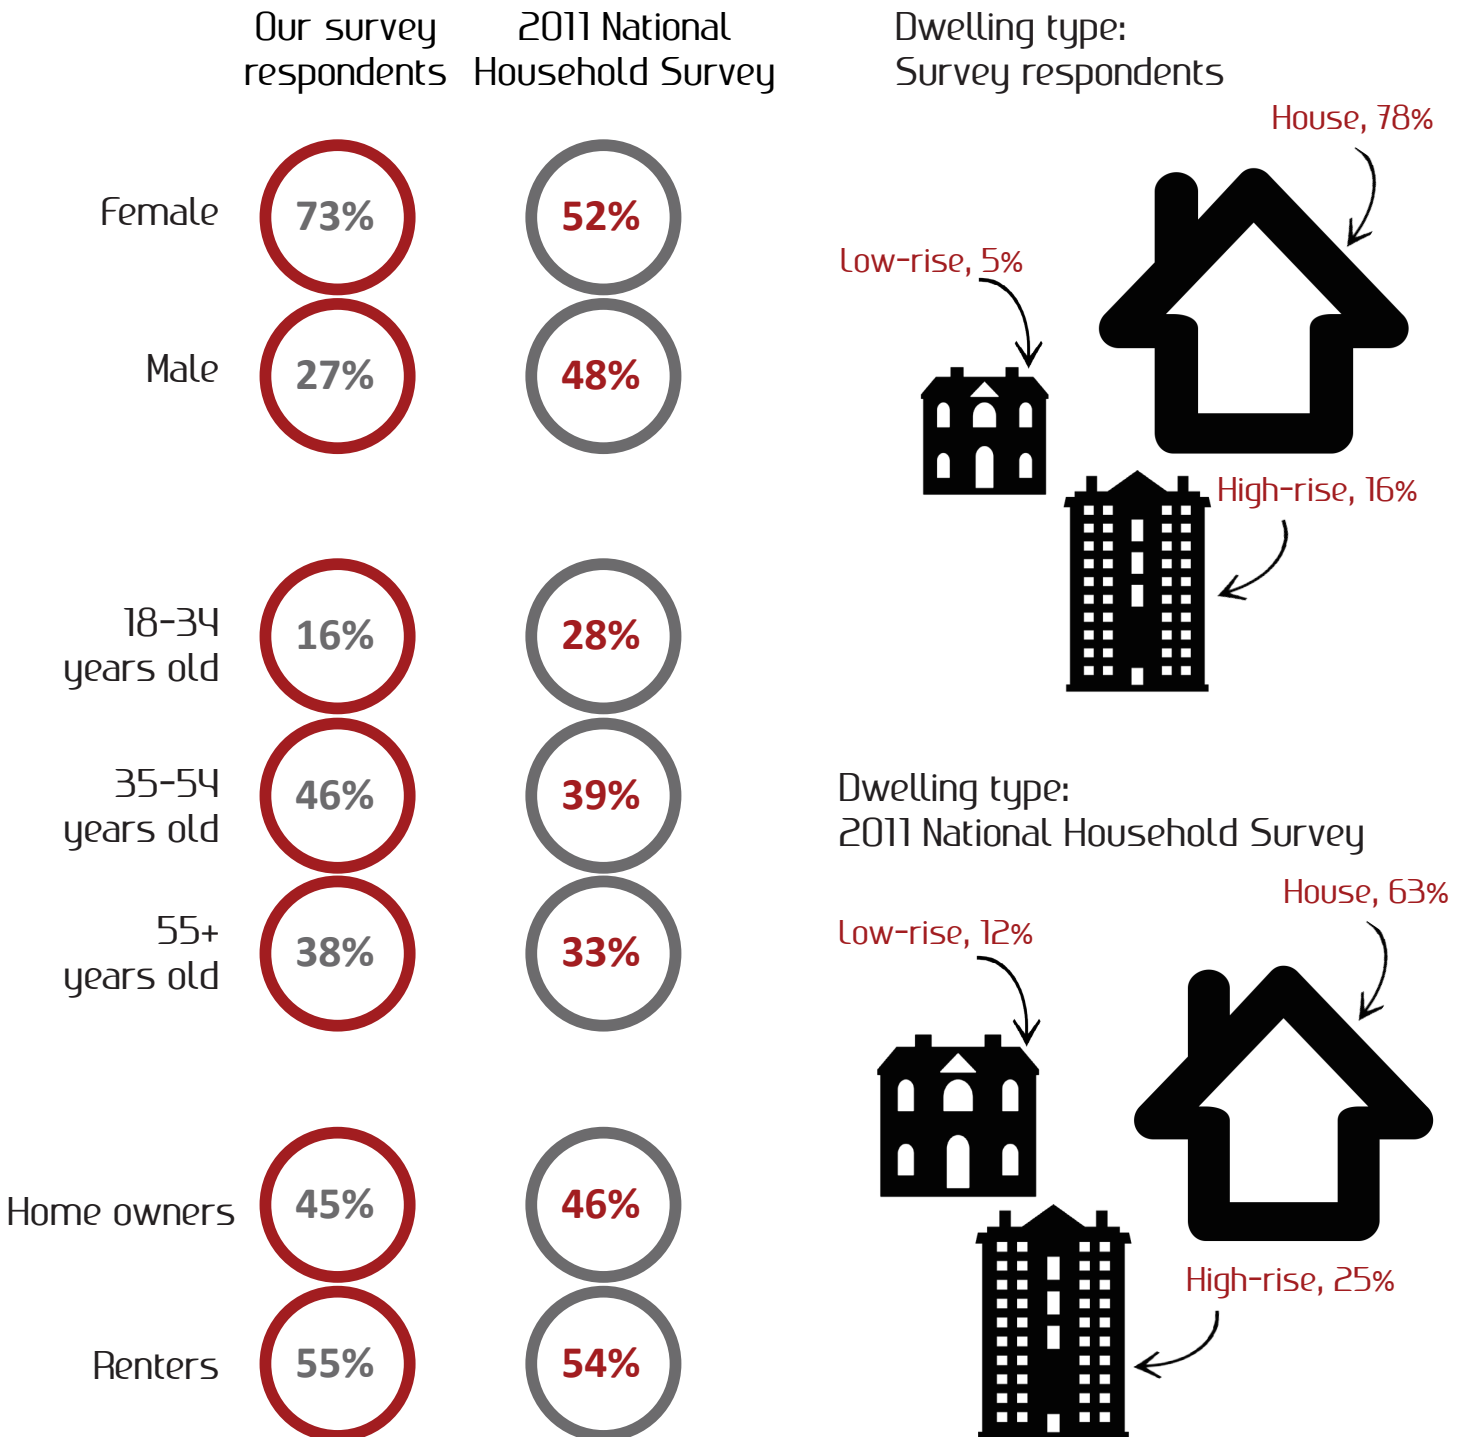 Our survey
respondents
2011 National
Household Survey
Female
73%
52%
Male
27%
48%
18-34
years old
16%
28%
35-54
years old
46%
39%
55+
years old
38%
33%
Home owners
45%
46%
Renters
55%
54%
Dwelling type:
Survey respondents
House, 78%
Low-rise, 5%
High-rise, 16%
Dwelling type:
2011 National Household Survey
House, 63%
Low-rise, 12%
High-rise, 25%